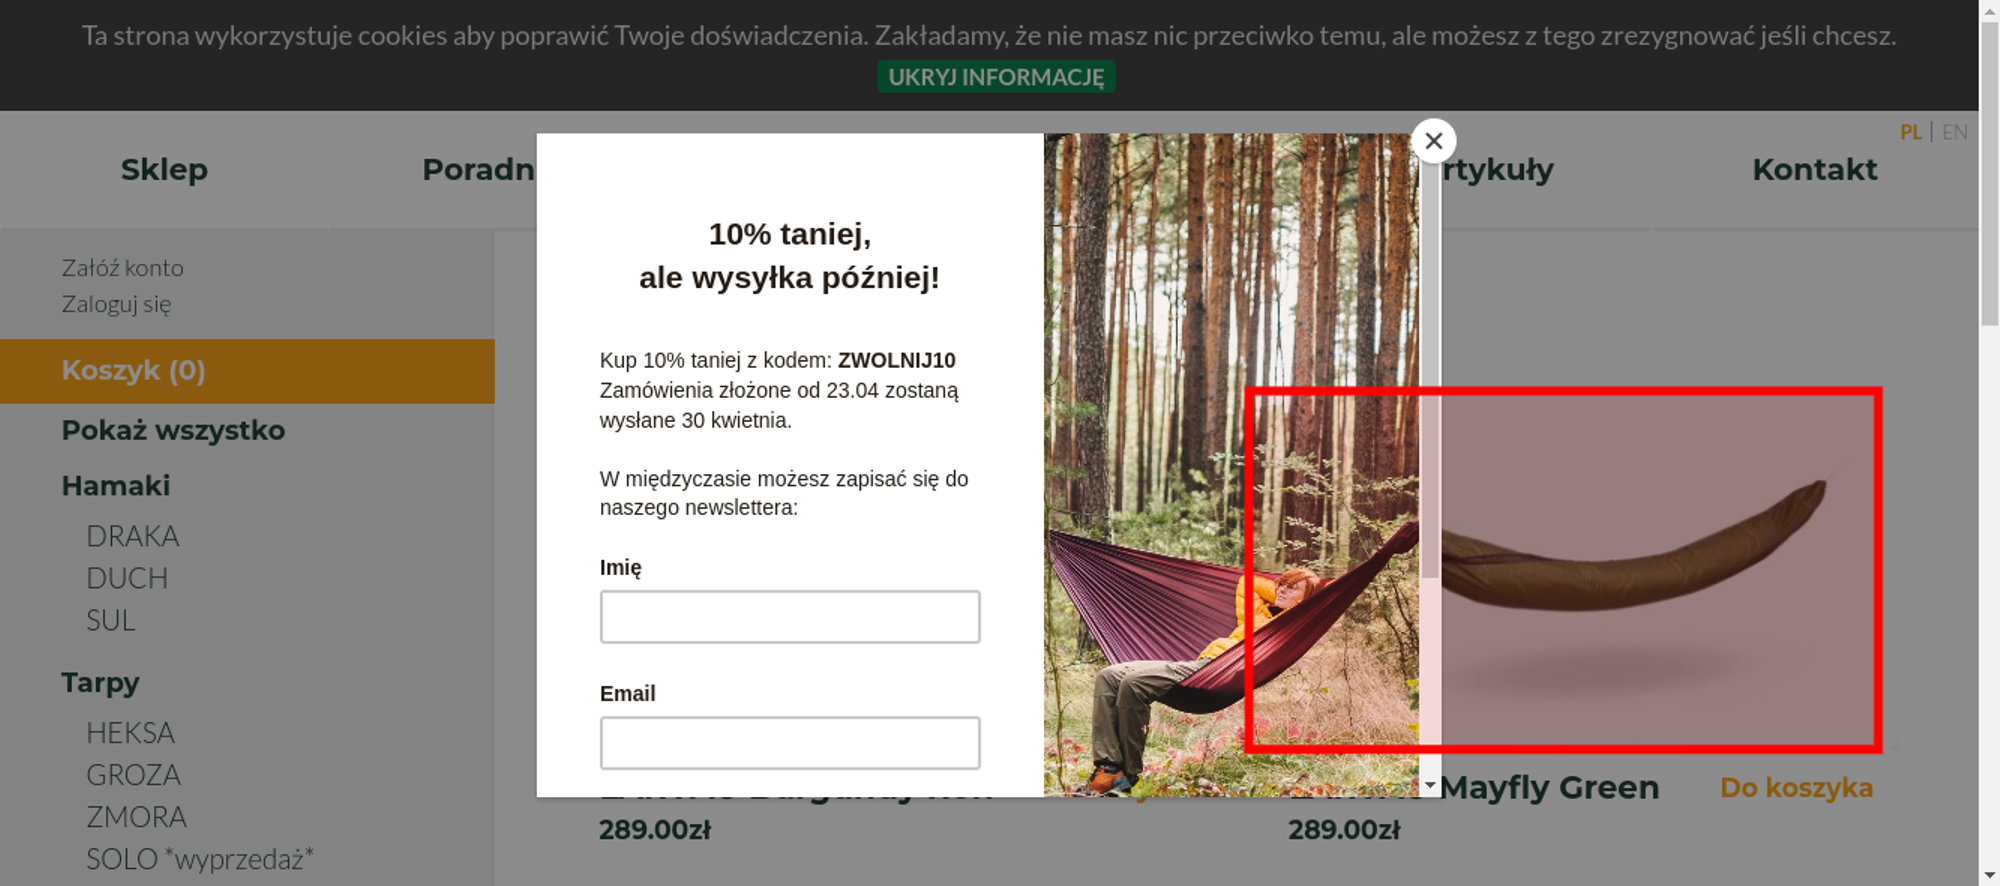 Ta strona wykorzystuje cookies aby poprawić Twoje doświadczenia. Zakładamy, że nie masz nic przeciwko temu, ale możesz z tego zrezygnować jeśli chcesz.
UKRYJ INFORMACJĘ
PL | EN
Sklep
Poradn
rtykuły
Kontakt
Załóż konto
Zaloguj się
Koszyk (0)
Pokaż wszystko
Hamaki
DRAKA
DUCH
SUL
Tarpy
HEKSA
GROZA
ZMORA
SOLO *wyprzedaż*
10% taniej,
ale wysyłka później!
Kup 10% taniej z kodem: ZWOLNIJ10
Zamówienia złożone od 23.04 zostaną
wysłane 30 kwietnia.
W międzyczasie możesz zapisać się do
naszego newslettera:
Imię
Email
289.00zł
Mayfly Green
Do koszyka
289.00zł